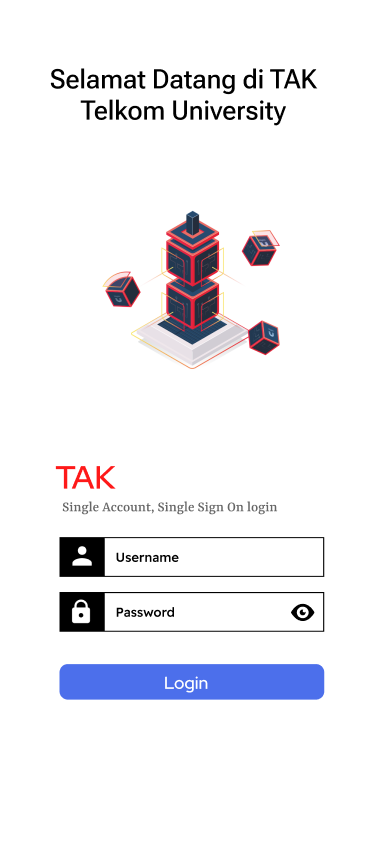 Selamat Datang di TAK
Telkom University
TAK
Single Account, Single Sign On login
Username
Password
Login